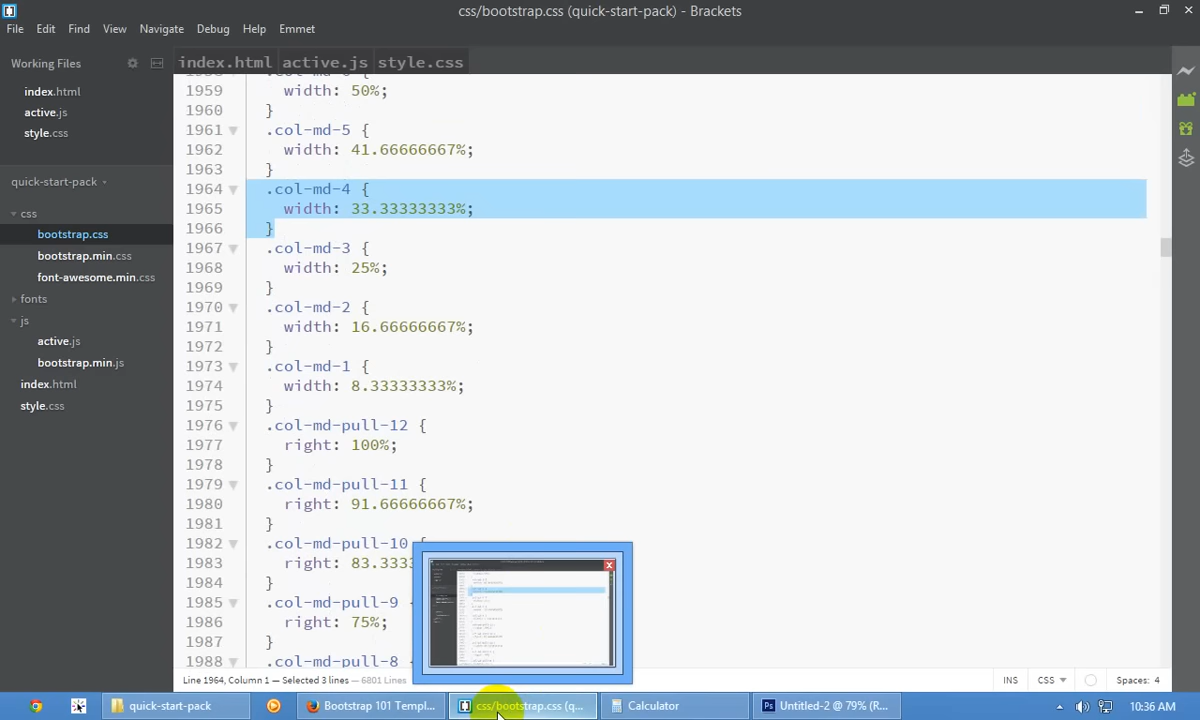 css/bootstrap.css (quick-start-pack) - Brackets
File Edit Find View Navigate Debug Help Emmet
Working Files
index.html
active.js
style.css
quick-start-pack
css
bootstrap.css
bootstrap.min.css
font-awesome.min.css
fonts
js
active.js
bootstrap.min.js
index.html
style.css
index.html active.js style.css
1959 width: 50%;
1960 }
1961 .col-md-5 {
1962 width: 41.66666667%;
1963 }
1964 .col-md-4 {
1965 width: 33.33333333%;
1966 }
1967 .col-md-3 {
1968 width: 25%;
1969 }
1970 .col-md-2 {
1971 width: 16.66666667%;
1972 }
1973 .col-md-1 {
1974 width: 8.33333333%;
1975 }
1976 .col-md-pull-12 {
1977 right: 100%;
1978 }
1979 .col-md-pull-11 {
1980 right: 91.66666667%;
1981 }
1982 .col-md-pull-10 {
1983 right: 83.3333
1984 }
1985 .col-md-pull-9
1986 right: 75%;
1987 }
1988 .col-md-pull-8
Line 1964, Column 1 — Selected 3 lines — 6801 Lines
INS CSS Spaces: 4
quick-start-pack Bootstrap 101 Templ... css/bootstrap.css (q... Calculator Untitled-2 @ 79% (R... 10:36 AM